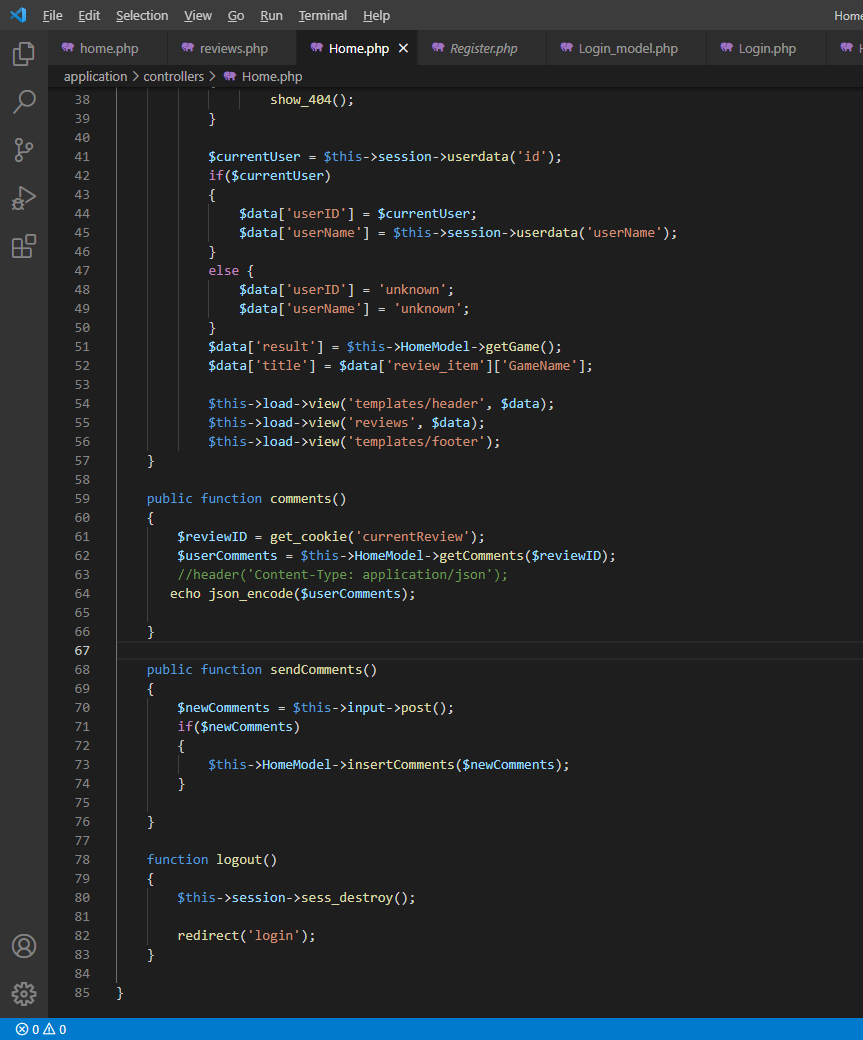 File Edit Selection View Go Run Terminal Help Home
home.php reviews.php Home.php Register.php Login_model.php Login.php
application > controllers > Home.php
38 show_404();
39 }
40
41 $currentUser = $this->session->userdata('id');
42 if($currentUser)
43 {
44 $data['userID'] = $currentUser;
45 $data['userName'] = $this->session->userdata('userName');
46 }
47 else {
48 $data['userID'] = 'unknown';
49 $data['userName'] = 'unknown';
50 }
51 $data['result'] = $this->HomeModel->getGame();
52 $data['title'] = $data['review_item']['GameName'];
53
54 $this->load->view('templates/header', $data);
55 $this->load->view('reviews', $data);
56 $this->load->view('templates/footer');
57 }
58
59 public function comments()
60 {
61 $reviewID = get_cookie('currentReview');
62 $userComments = $this->HomeModel->getComments($reviewID);
63 //header('Content-Type: application/json');
64 echo json_encode($userComments);
65
66 }
67
68 public function sendComments()
69 {
70 $newComments = $this->input->post();
71 if($newComments)
72 {
73 $this->HomeModel->insertComments($newComments);
74 }
75
76 }
77
78 function logout()
79 {
80 $this->session->sess_destroy();
81
82 redirect('login');
83 }
84
85 }
0 0